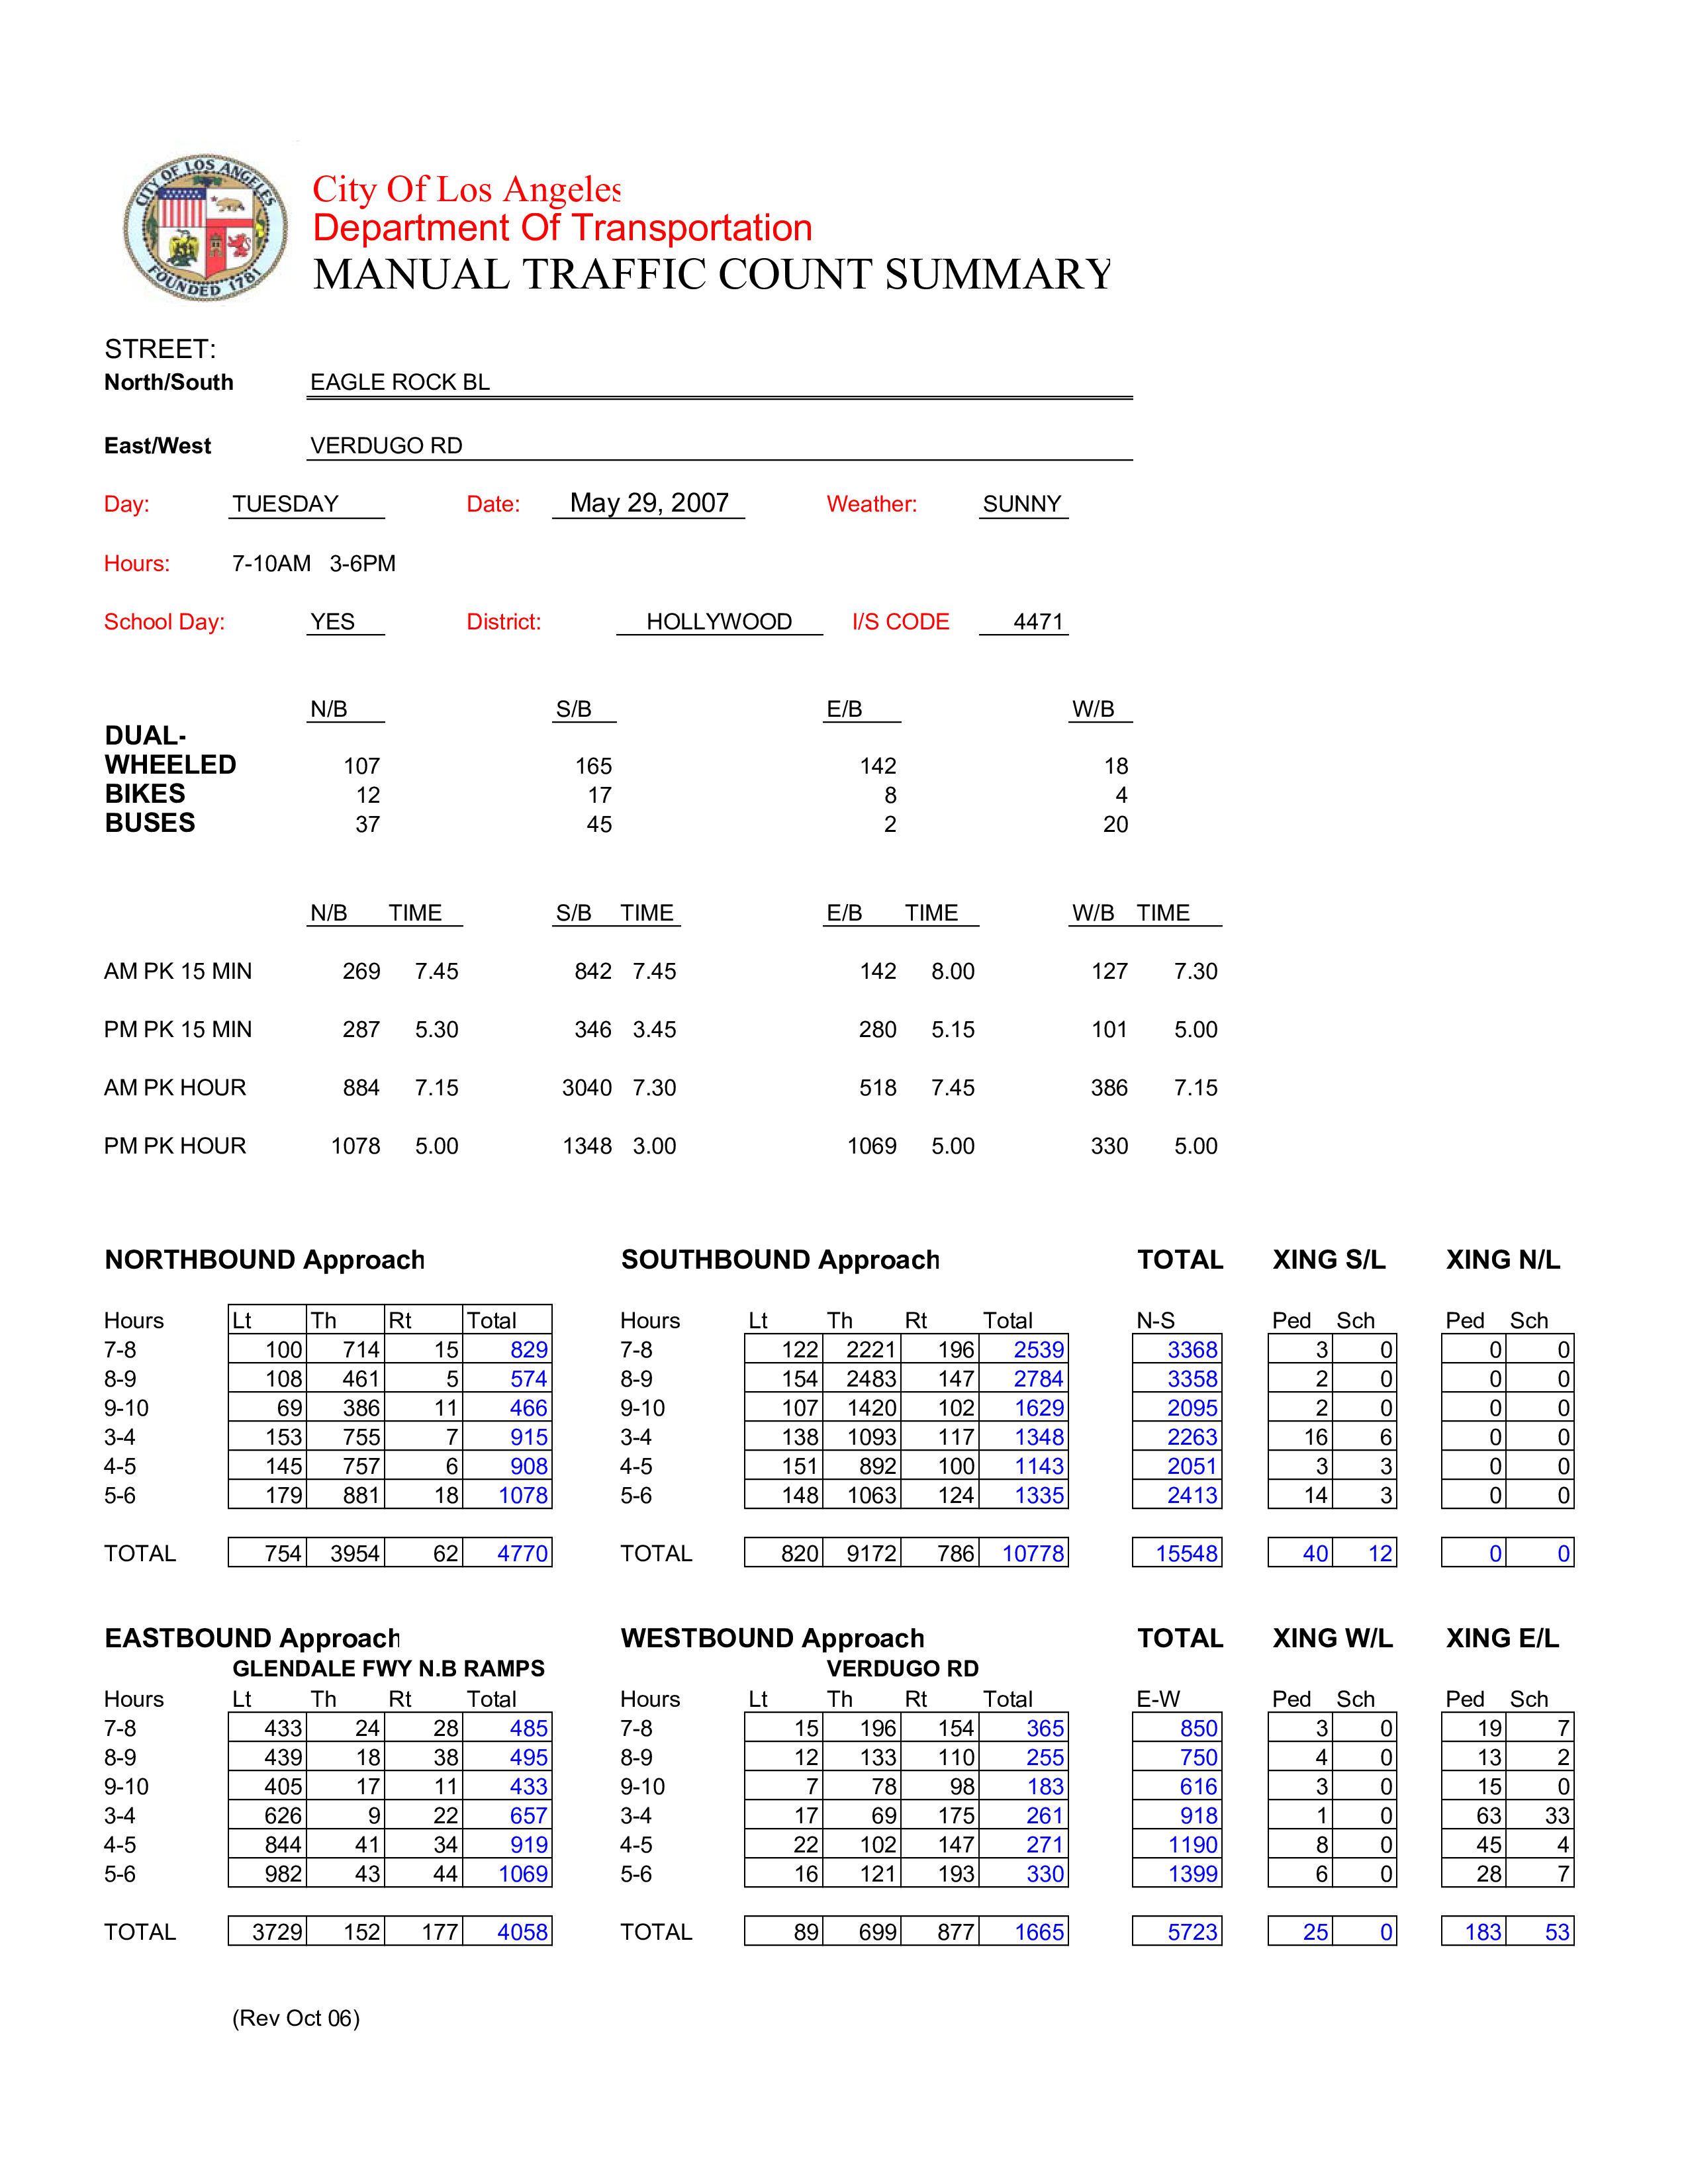 CITY OF LOS ANGELES
FOUNDED 1781
City Of Los Angeles
Department Of Transportation
MANUAL TRAFFIC COUNT SUMMARY
STREET:
North/South EAGLE ROCK BL
East/West VERDUGO RD
Day: TUESDAY Date: May 29, 2007 Weather: SUNNY
Hours: 7-10AM 3-6PM
School Day: YES District: HOLLYWOOD I/S CODE 4471
N/B S/B E/B W/B
DUAL-
WHEELED 107 165 142 18
BIKES 12 17 8 4
BUSES 37 45 2 20
N/B TIME S/B TIME E/B TIME W/B TIME
AM PK 15 MIN 269 7.45 842 7.45 142 8.00 127 7.30
PM PK 15 MIN 287 5.30 346 3.45 280 5.15 101 5.00
AM PK HOUR 884 7.15 3040 7.30 518 7.45 386 7.15
PM PK HOUR 1078 5.00 1348 3.00 1069 5.00 330 5.00
NORTHBOUND Approach SOUTHBOUND Approach TOTAL XING S/L XING N/L
Hours Lt Th Rt Total Hours Lt Th Rt Total N-S Ped Sch Ped Sch
7-8 100 714 15 829 7-8 122 2221 196 2539 3368 3 0 0 0
8-9 108 461 5 574 8-9 154 2483 147 2784 3358 2 0 0 0
9-10 69 386 11 466 9-10 107 1420 102 1629 2095 2 0 0 0
3-4 153 755 7 915 3-4 138 1093 117 1348 2263 16 6 0 0
4-5 145 757 6 908 4-5 151 892 100 1143 2051 3 3 0 0
5-6 179 881 18 1078 5-6 148 1063 124 1335 2413 14 3 0 0
TOTAL 754 3954 62 4770 TOTAL 820 9172 786 10778 15548 40 12 0 0
EASTBOUND Approach WESTBOUND Approach TOTAL XING W/L XING E/L
GLENDALE FWY N.B RAMPS VERDUGO RD
Hours Lt Th Rt Total Hours Lt Th Rt Total E-W Ped Sch Ped Sch
7-8 433 24 28 485 7-8 15 196 154 365 850 3 0 19 7
8-9 439 18 38 495 8-9 12 133 110 255 750 4 0 13 2
9-10 405 17 11 433 9-10 7 78 98 183 616 3 0 15 0
3-4 626 9 22 657 3-4 17 69 175 261 918 1 0 63 33
4-5 844 41 34 919 4-5 22 102 147 271 1190 8 0 45 4
5-6 982 43 44 1069 5-6 16 121 193 330 1399 6 0 28 7
TOTAL 3729 152 177 4058 TOTAL 89 699 877 1665 5723 25 0 183 53
(Rev Oct 06)